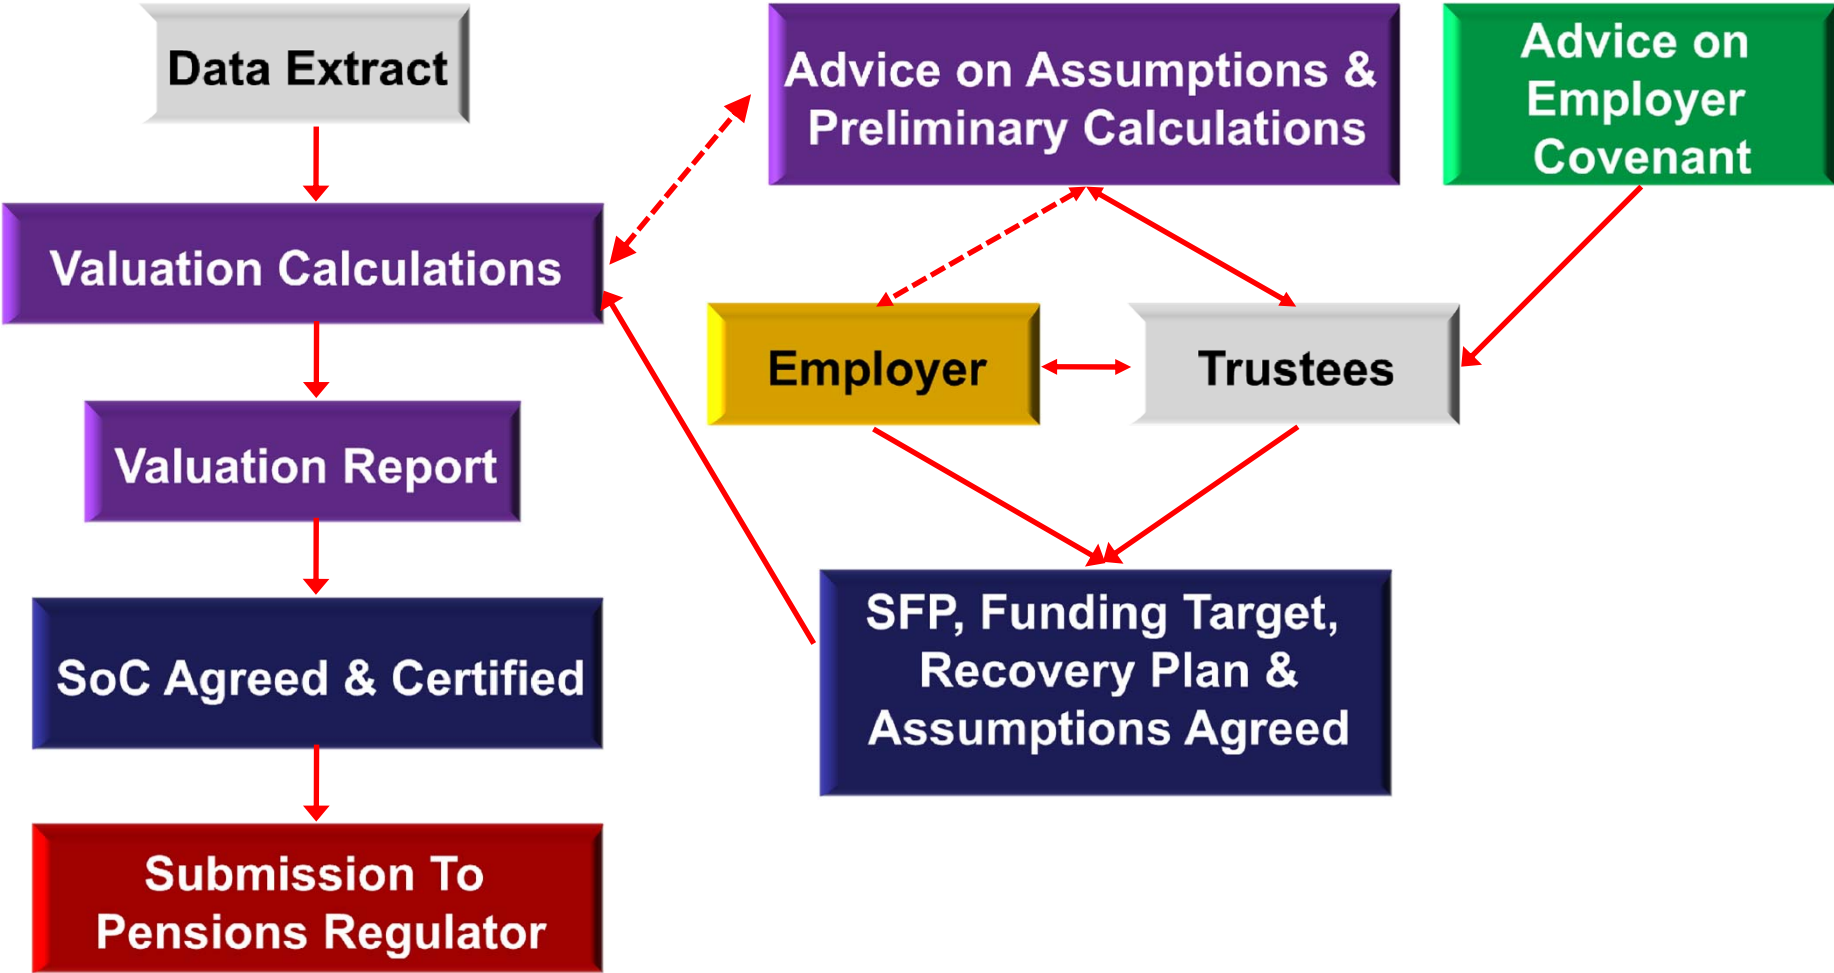 Data Extract
Advice on Assumptions &
Preliminary Calculations
Advice on
Employer
Covenant
Valuation Calculations
Employer
Trustees
Valuation Report
SoC Agreed & Certified
SFP, Funding Target,
Recovery Plan &
Assumptions Agreed
Submission To
Pensions Regulator